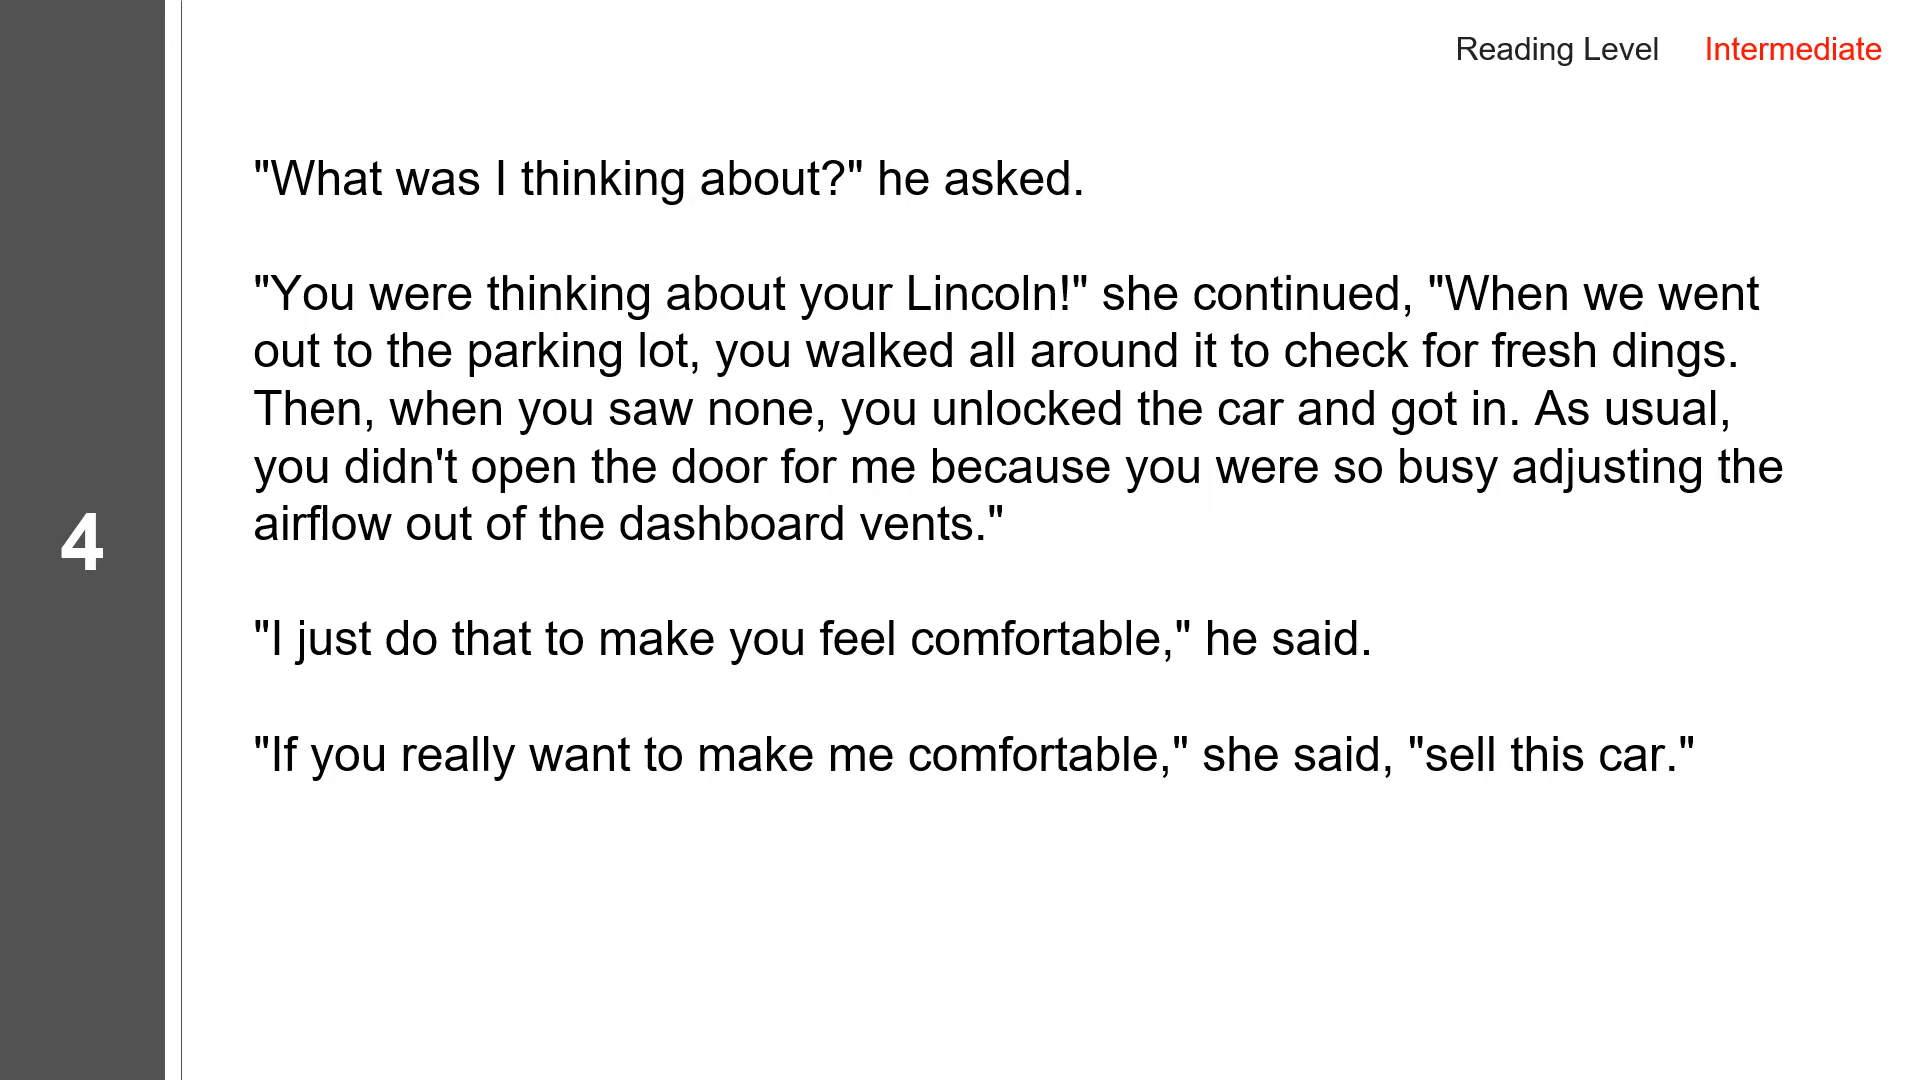 Reading Level Intermediate
"What was I thinking about?" he asked.
"You were thinking about your Lincoln!" she continued, "When we went
out to the parking lot, you walked all around it to check for fresh dings.
Then, when you saw none, you unlocked the car and got in. As usual,
you didn't open the door for me because you were so busy adjusting the
airflow out of the dashboard vents."
4
"I just do that to make you feel comfortable," he said.
"If you really want to make me comfortable," she said, "sell this car."